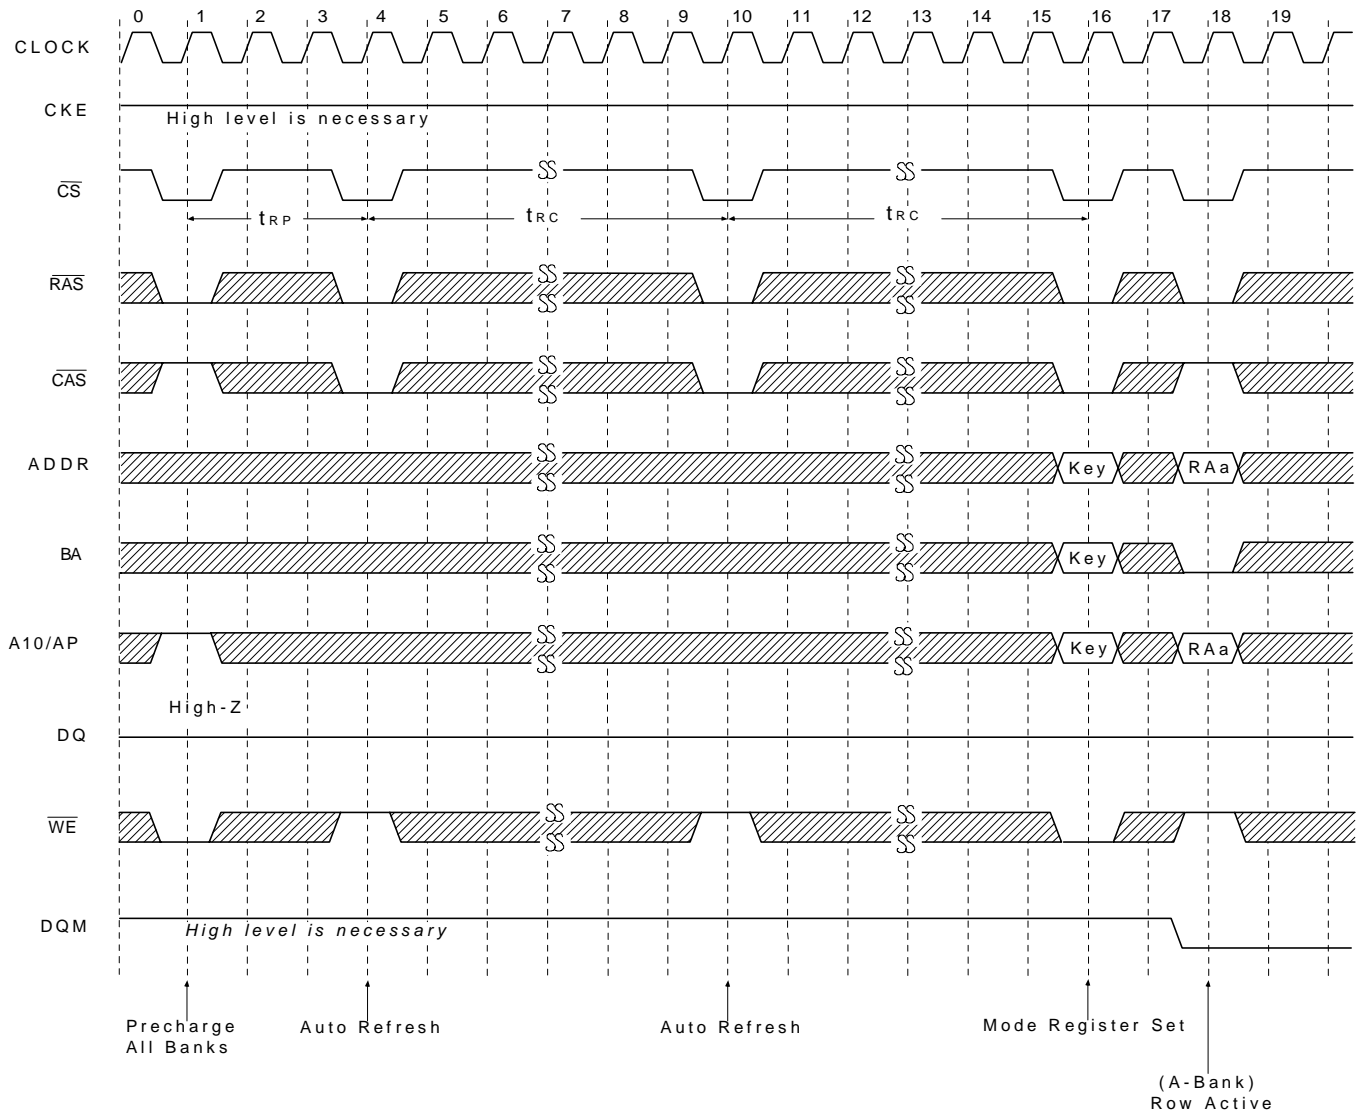 0 1 2 3 4 5 6 7 8 9 10 11 12 13 14 15 16 17 18 19
CLOCK
CKE
High level is necessary
CS
tRP tRC tRC
RAS
CAS
ADDR Key RAa
BA Key
A10/AP Key RAa
High-Z
DQ
WE
DQM
High level is necessary
Precharge
All Banks
Auto Refresh
Auto Refresh
Mode Register Set
(A-Bank)
Row Active